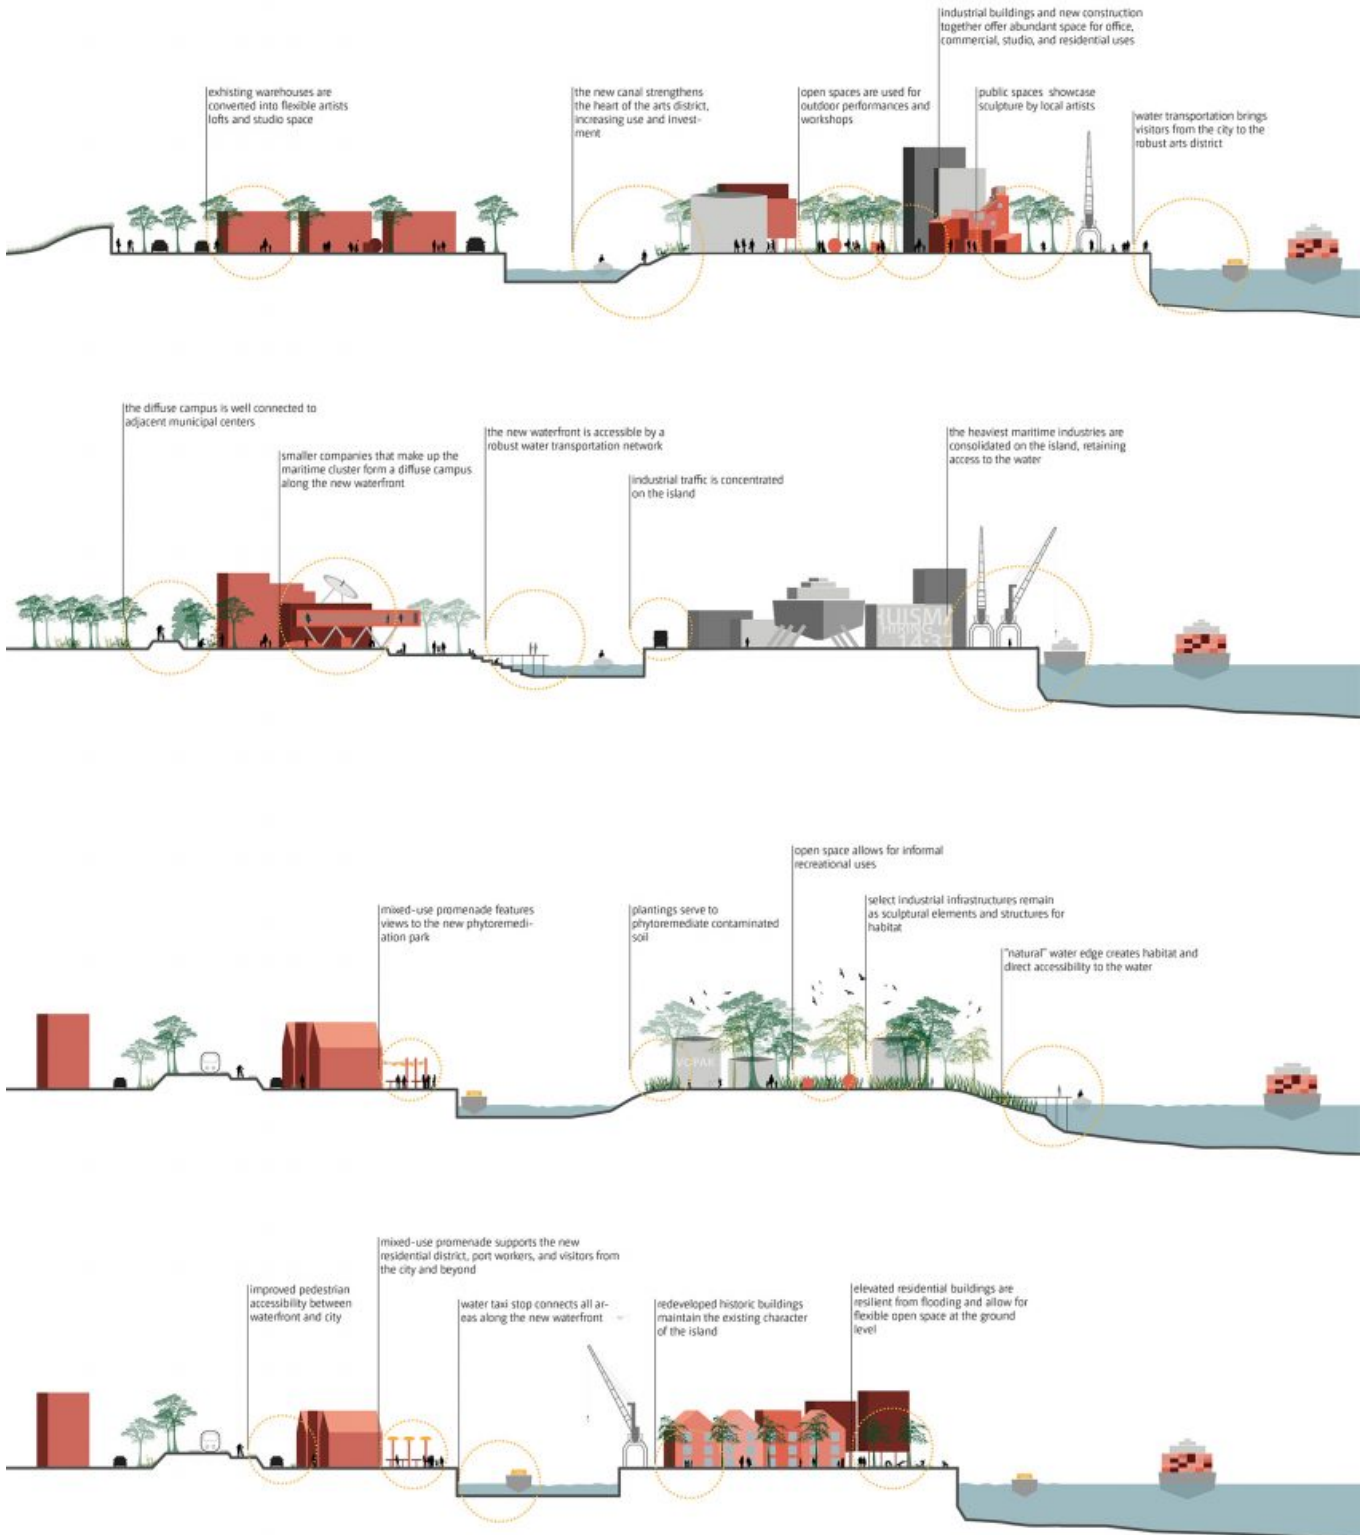 industrial buildings and new construction
together offer abundant space for office,
commercial, studio, and residential uses
exhisting warehouses are
converted into flexible artists
lofts and studio space
the new canal strengthens
the heart of the arts district,
increasing use and invest-
ment
open spaces are used for
outdoor performances and
workshops
public spaces showcase
sculpture by local artists
water transportation brings
visitors from the city to the
robust arts district
the diffuse campus is well connected to
adjacent municipal centers
smaller companies that make up the
maritime cluster form a diffuse campus
along the new waterfront
the new waterfront is accessible by a
robust water transportation network
industrial traffic is concentrated
on the island
the heaviest maritime industries are
consolidated on the island, retaining
access to the water
mixed-use promenade features
views to the new phytoremedi-
ation park
plantings serve to
phytoremediate contaminated
soil
open space allows for informal
recreational uses
select industrial infrastructures remain
as sculptural elements and structures for
habitat
"natural" water edge creates habitat and
direct accessibility to the water
VOPAK
mixed-use promenade supports the new
residential district, port workers, and visitors from
the city and beyond
improved pedestrian
accessibility between
waterfront and city
water taxi stop connects all ar-
eas along the new waterfront
redeveloped historic buildings
maintain the existing character
of the island
elevated residential buildings are
resilient from flooding and allow for
flexible open space at the ground
level